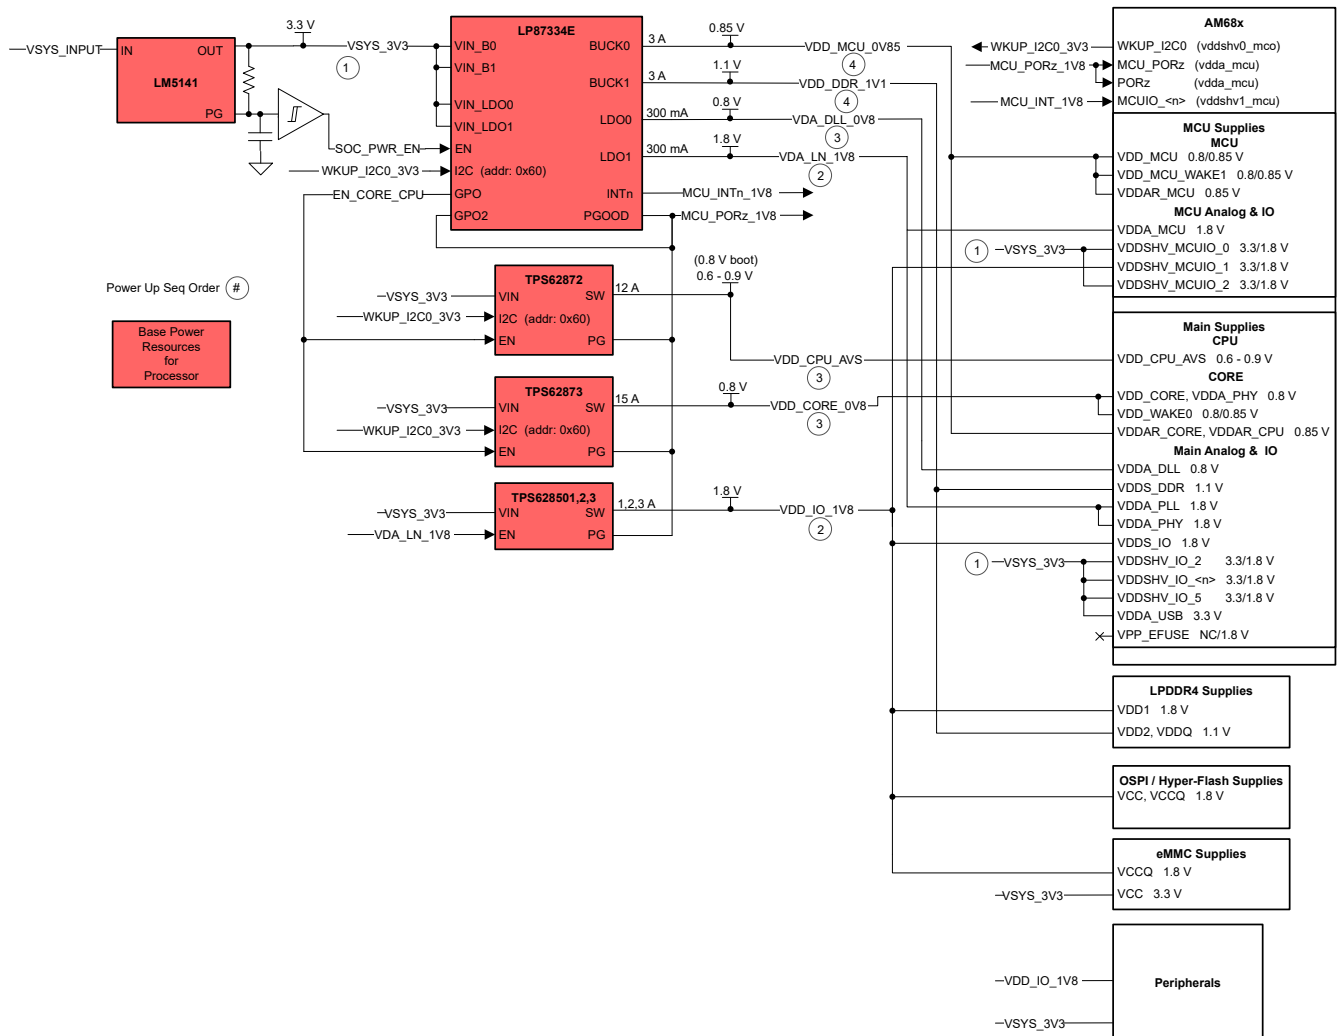 VSYS_INPUT
IN
OUT
LM5141
PG
3.3 V
VSYS_3V3
1
SOC_PWR_EN
WKUP_I2C0_3V3
EN_CORE_CPU
LP87334E
VIN_B0
VIN_B1
VIN_LDO0
VIN_LDO1
EN
I2C (addr: 0x60)
GPO
GPO2
BUCK0
BUCK1
LDO0
LDO1
INTn
PGOOD
3 A
0.85 V
VDD_MCU_0V85
4
3 A
1.1 V
VDD_DDR_1V1
4
300 mA
0.8 V
VDA_DLL_0V8
3
300 mA
1.8 V
VDA_LN_1V8
2
MCU_INTn_1V8
MCU_PORz_1V8
Power Up Seq Order #
Base Power
Resources
for
Processor
VSYS_3V3
WKUP_I2C0_3V3
TPS62872
VIN
SW
I2C (addr: 0x60)
EN
PG
12 A
(0.8 V boot)
0.6 - 0.9 V
VDD_CPU_AVS
3
VSYS_3V3
WKUP_I2C0_3V3
TPS62873
VIN
SW
I2C (addr: 0x60)
EN
PG
15 A
0.8 V
VDD_CORE_0V8
3
VSYS_3V3
VDA_LN_1V8
TPS628501,2,3
VIN
SW
EN
PG
1,2,3 A
1.8 V
VDD_IO_1V8
2
AM68x
WKUP_I2C0_3V3
WKUP_I2C0 (vddshv0_mco)
MCU_PORz_1V8
MCU_PORz (vdda_mcu)
PORz (vdda_mcu)
MCU_INT_1V8
MCUIO_<n> (vddshv1_mcu)
MCU Supplies
MCU
VDD_MCU 0.8/0.85 V
VDD_MCU_WAKE1 0.8/0.85 V
VDDAR_MCU 0.85 V
MCU Analog & IO
VDDA_MCU 1.8 V
1
VSYS_3V3
VDDSHV_MCUIO_0 3.3/1.8 V
VDDSHV_MCUIO_1 3.3/1.8 V
VDDSHV_MCUIO_2 3.3/1.8 V
Main Supplies
CPU
VDD_CPU_AVS 0.6 - 0.9 V
CORE
VDD_CORE, VDDA_PHY 0.8 V
VDD_WAKE0 0.8/0.85 V
VDDAR_CORE, VDDAR_CPU 0.85 V
Main Analog & IO
VDDA_DLL 0.8 V
VDDS_DDR 1.1 V
VDDA_PLL 1.8 V
VDDA_PHY 1.8 V
VDDS_IO 1.8 V
1
VSYS_3V3
VDDSHV_IO_2 3.3/1.8 V
VDDSHV_IO_<n> 3.3/1.8 V
VDDSHV_IO_5 3.3/1.8 V
VDDA_USB 3.3 V
VPP_EFUSE NC/1.8 V
LPDDR4 Supplies
VDD1 1.8 V
VDD2, VDDQ 1.1 V
OSPI / Hyper-Flash Supplies
VCC, VCCQ 1.8 V
eMMC Supplies
VCCQ 1.8 V
VSYS_3V3
VCC 3.3 V
VDD_IO_1V8
Peripherals
VSYS_3V3